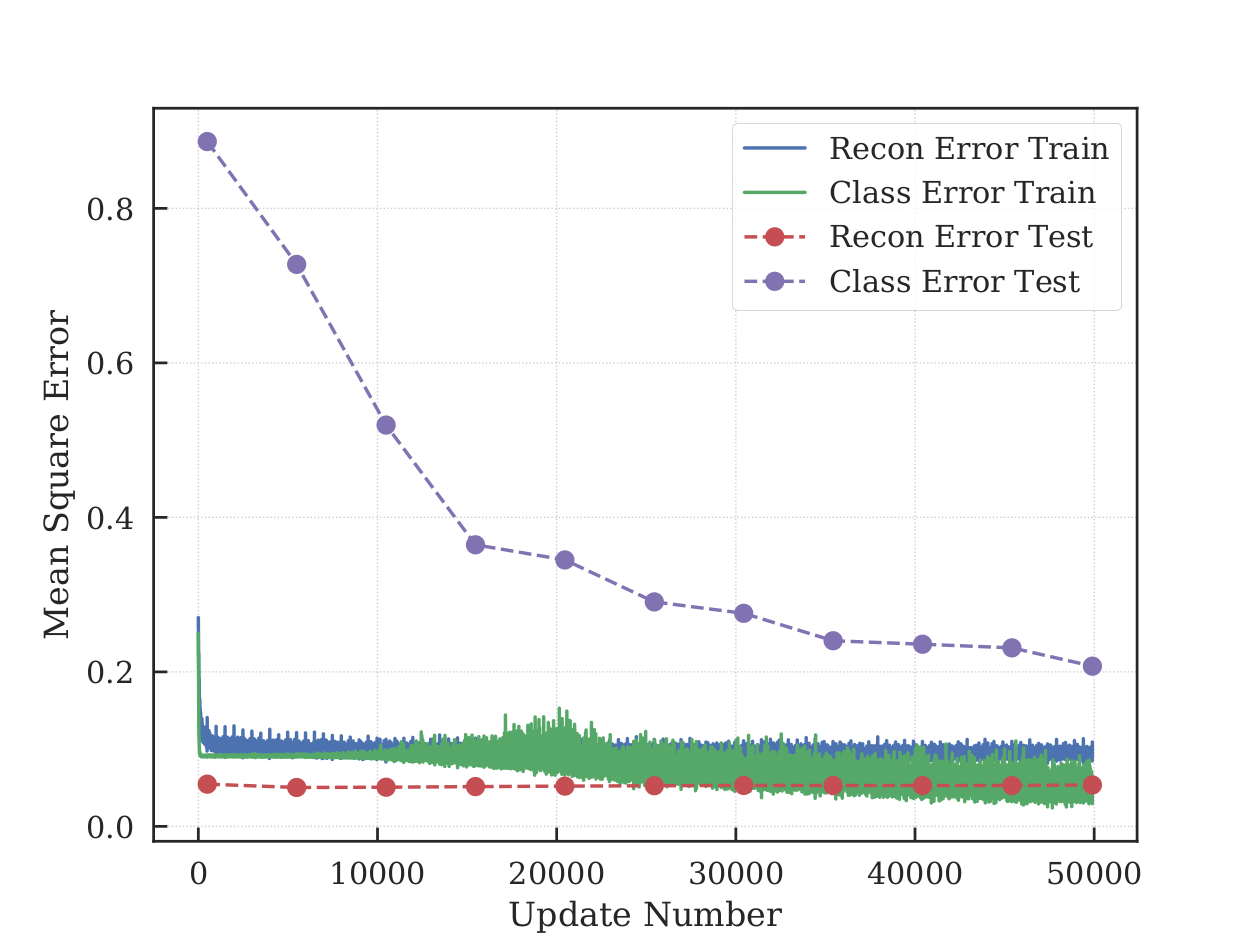 Recon Error Train
Class Error Train
Recon Error Test
Class Error Test
Mean Square Error
0.8
0.6
0.4
0.2
0.0
0 10000 20000 30000 40000 50000
Update Number